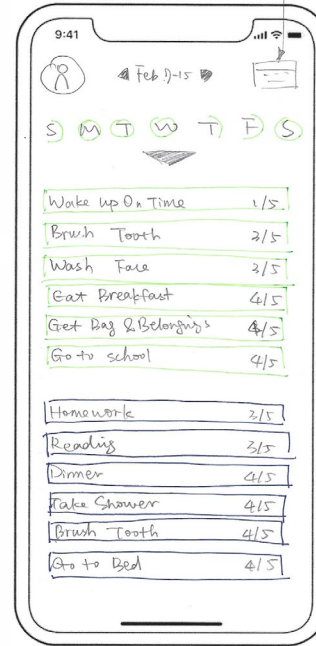 9:41
Feb 9-15
S M T W T F S
Wake up On Time 1/5
Brush Tooth 2/5
Wash Face 3/5
Eat Breakfast 4/5
Get Bag & Belongings 4/5
Go to school 4/5
Homework 3/5
Reading 3/5
Dinner 4/5
Take Shower 4/5
Brush Tooth 4/5
Go to Bed 4/5